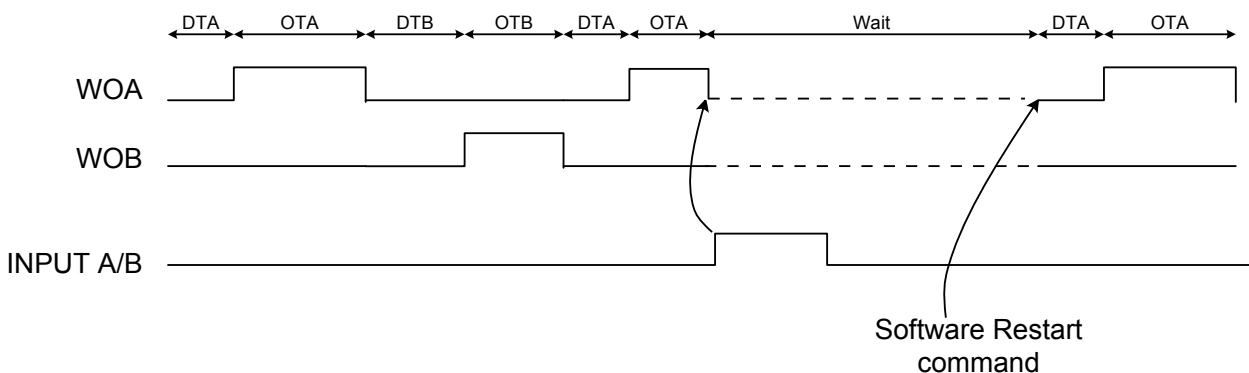 DTA OTA DTB OTB DTA OTA Wait DTA OTA
WOA
WOB
INPUT A/B
Software Restart
command